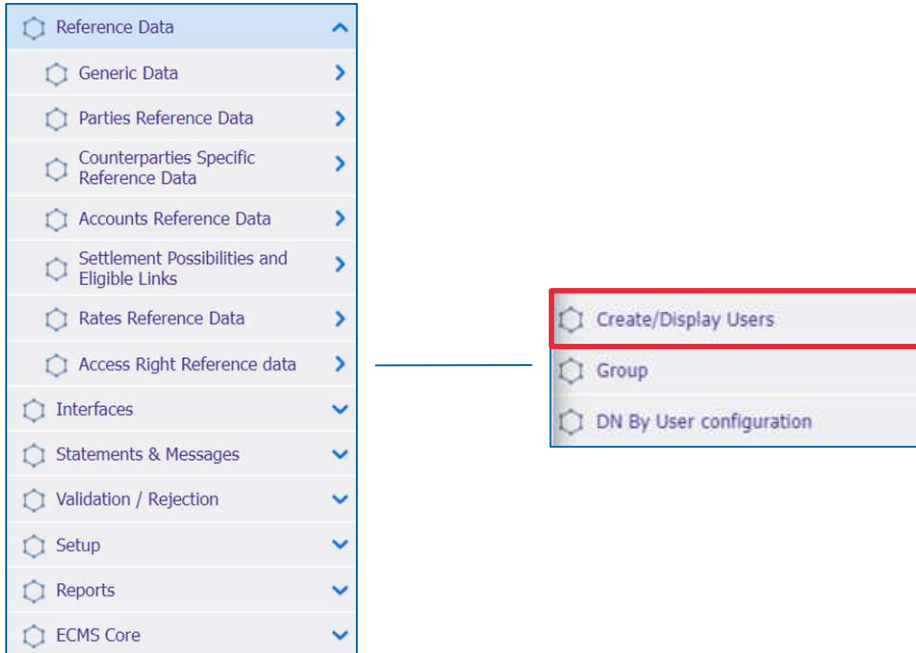 Reference Data
Generic Data
Parties Reference Data
Counterparties Specific
Reference Data
Accounts Reference Data
Settlement Possibilities and
Eligible Links
Rates Reference Data
Access Right Reference data
Interfaces
Statements & Messages
Validation / Rejection
Setup
Reports
ECMS Core
Create/Display Users
Group
DN By User configuration